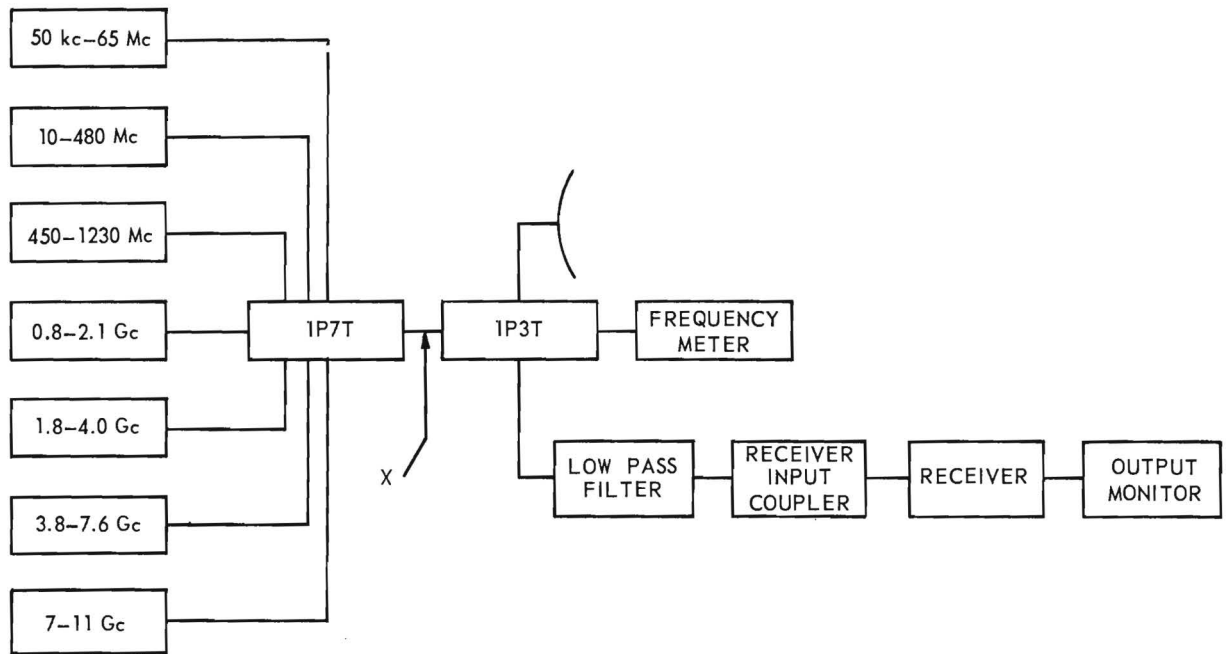 50 kc–65 Mc
10–480 Mc
450–1230 Mc
0.8–2.1 Gc
1.8–4.0 Gc
3.8–7.6 Gc
7–11 Gc
1P7T
X
1P3T
FREQUENCY
METER
LOW PASS
FILTER
RECEIVER
INPUT
COUPLER
RECEIVER
OUTPUT
MONITOR